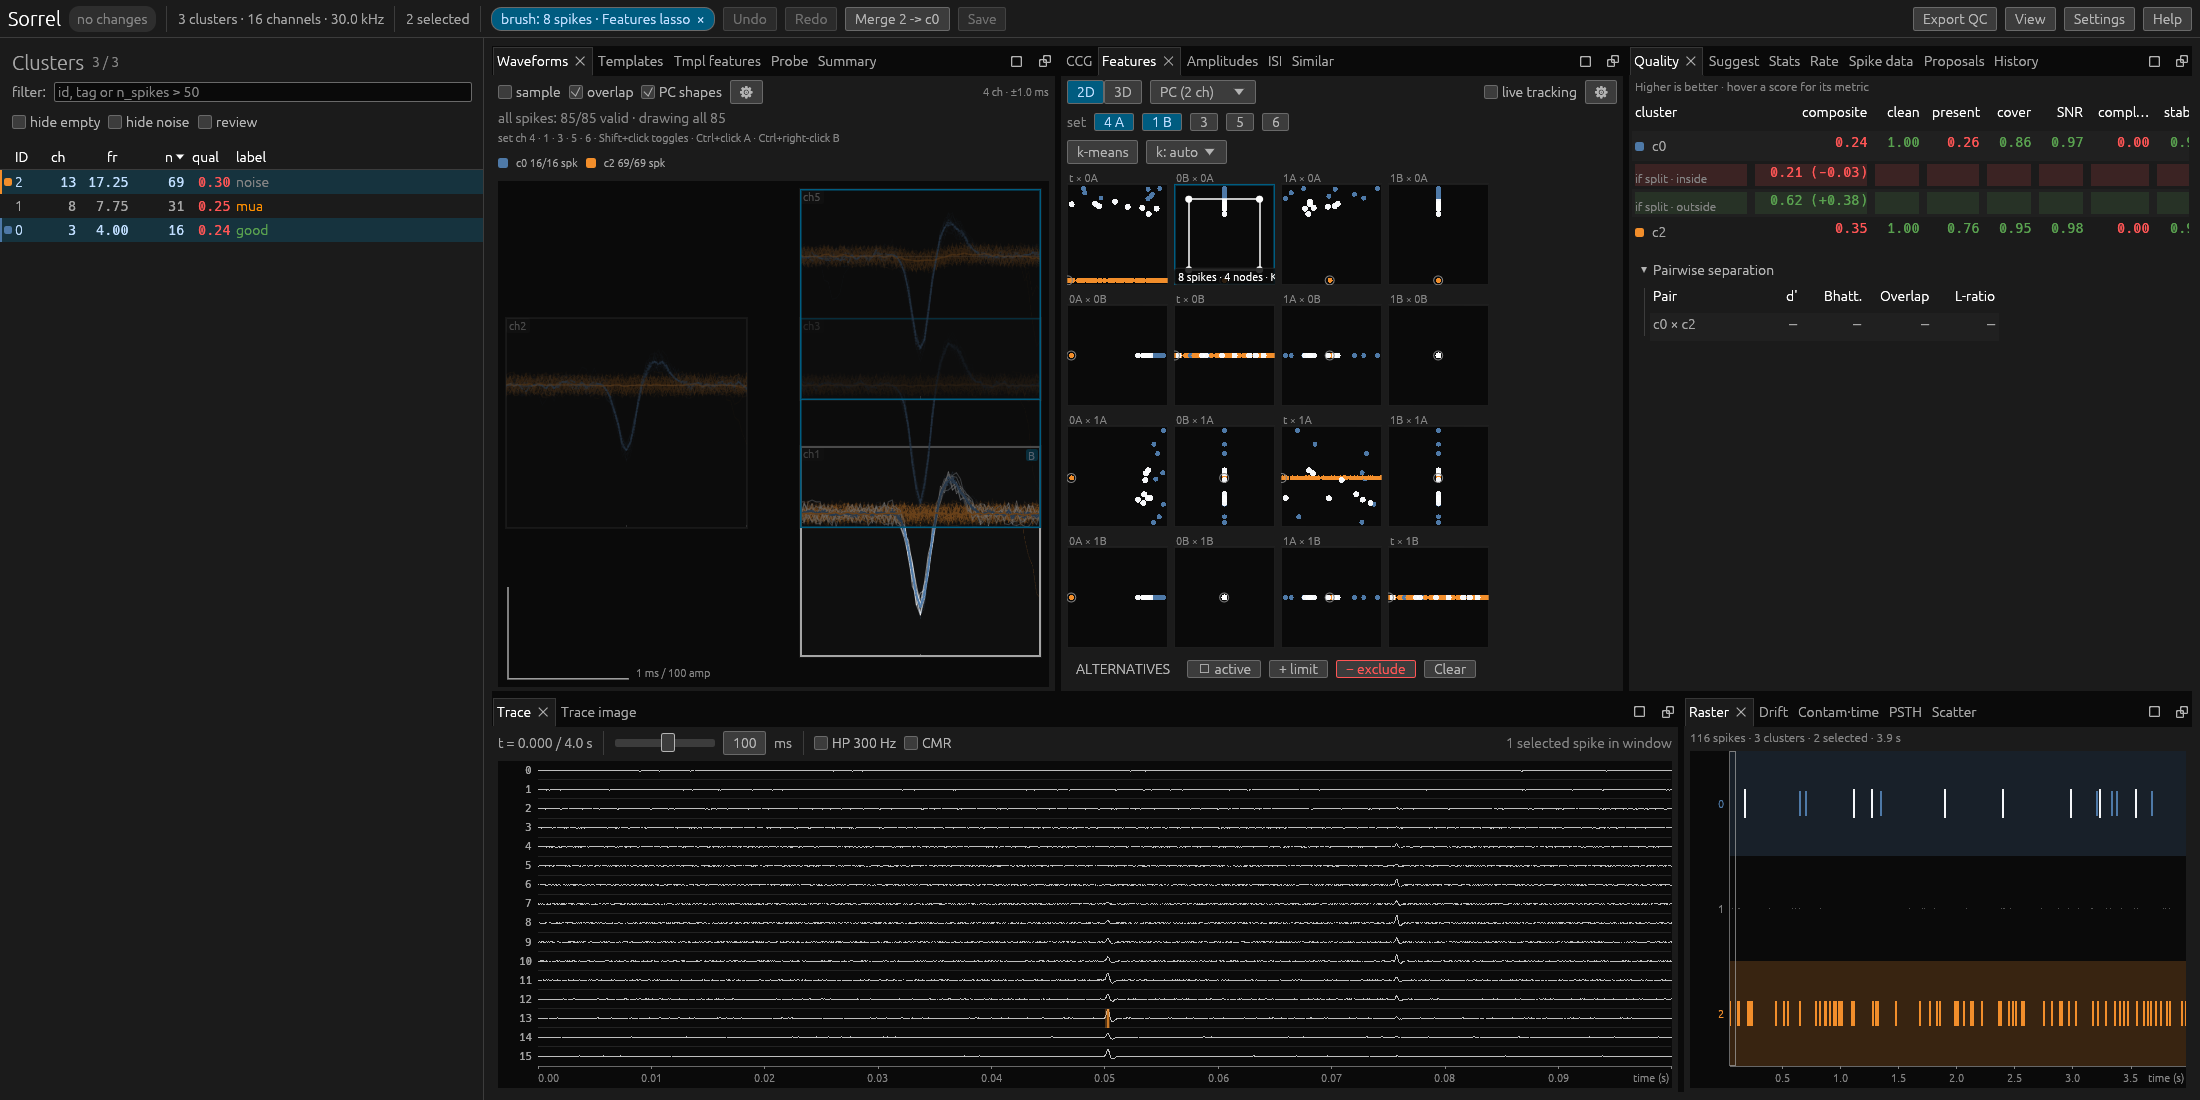 Sorrel no changes 3 clusters · 16 channels · 30.0 kHz 2 selected brush: 8 spikes · Features lasso × Undo Redo Merge 2 -> c0 Save Export QC View Settings Help
Clusters 3 / 3
filter: id, tag or n_spikes > 50
hide empty hide noise review
ID ch fr n▼ qual label
2 13 17.25 69 0.30 noise
1 8 7.75 31 0.25 mua
0 3 4.00 16 0.24 good
Waveforms Templates Tmpl features Probe Summary
sample overlap PC shapes 4 ch · ±1.0 ms
all spikes: 85/85 valid · drawing all 85
set ch 4 · 1 · 3 · 5 · 6 · Shift+click toggles · Ctrl+click A · Ctrl+right-click B
c0 16/16 spk c2 69/69 spk
ch5
ch2
ch3
ch1 B
1 ms / 100 amp
CCG Features Amplitudes ISI Similar
2D 3D PC (2 ch) live tracking
set 4 A 1 B 3 5 6
k-means k: auto
t × 0A 0B × 0A 1A × 0A 1B × 0A
8 spikes · 4 nodes · K
0A × 0B t × 0B 1A × 0B 1B × 0B
0A × 1A 0B × 1A t × 1A 1B × 1A
0A × 1B 0B × 1B 1A × 1B t × 1B
ALTERNATIVES active + limit − exclude Clear
Quality Suggest Stats Rate Spike data Proposals History
Higher is better · hover a score for its metric
cluster composite clean present cover SNR compl... stab
c0 0.24 1.00 0.26 0.86 0.97 0.00 0.9
if split · inside 0.21 (-0.03)
if split · outside 0.62 (+0.38)
c2 0.35 1.00 0.76 0.95 0.98 0.00 0.9
▼ Pairwise separation
Pair d' Bhatt. Overlap L-ratio
c0 × c2 — — — —
Trace Trace image
t = 0.000 / 4.0 s 100 ms HP 300 Hz CMR 1 selected spike in window
0
1
2
3
4
5
6
7
8
9
10
11
12
13
14
15
0.00 0.01 0.02 0.03 0.04 0.05 0.06 0.07 0.08 0.09 time (s)
Raster Drift Contam·time PSTH Scatter
116 spikes · 3 clusters · 2 selected · 3.9 s
0
1
2
0.5 1.0 1.5 2.0 2.5 3.0 3.5 time (s)